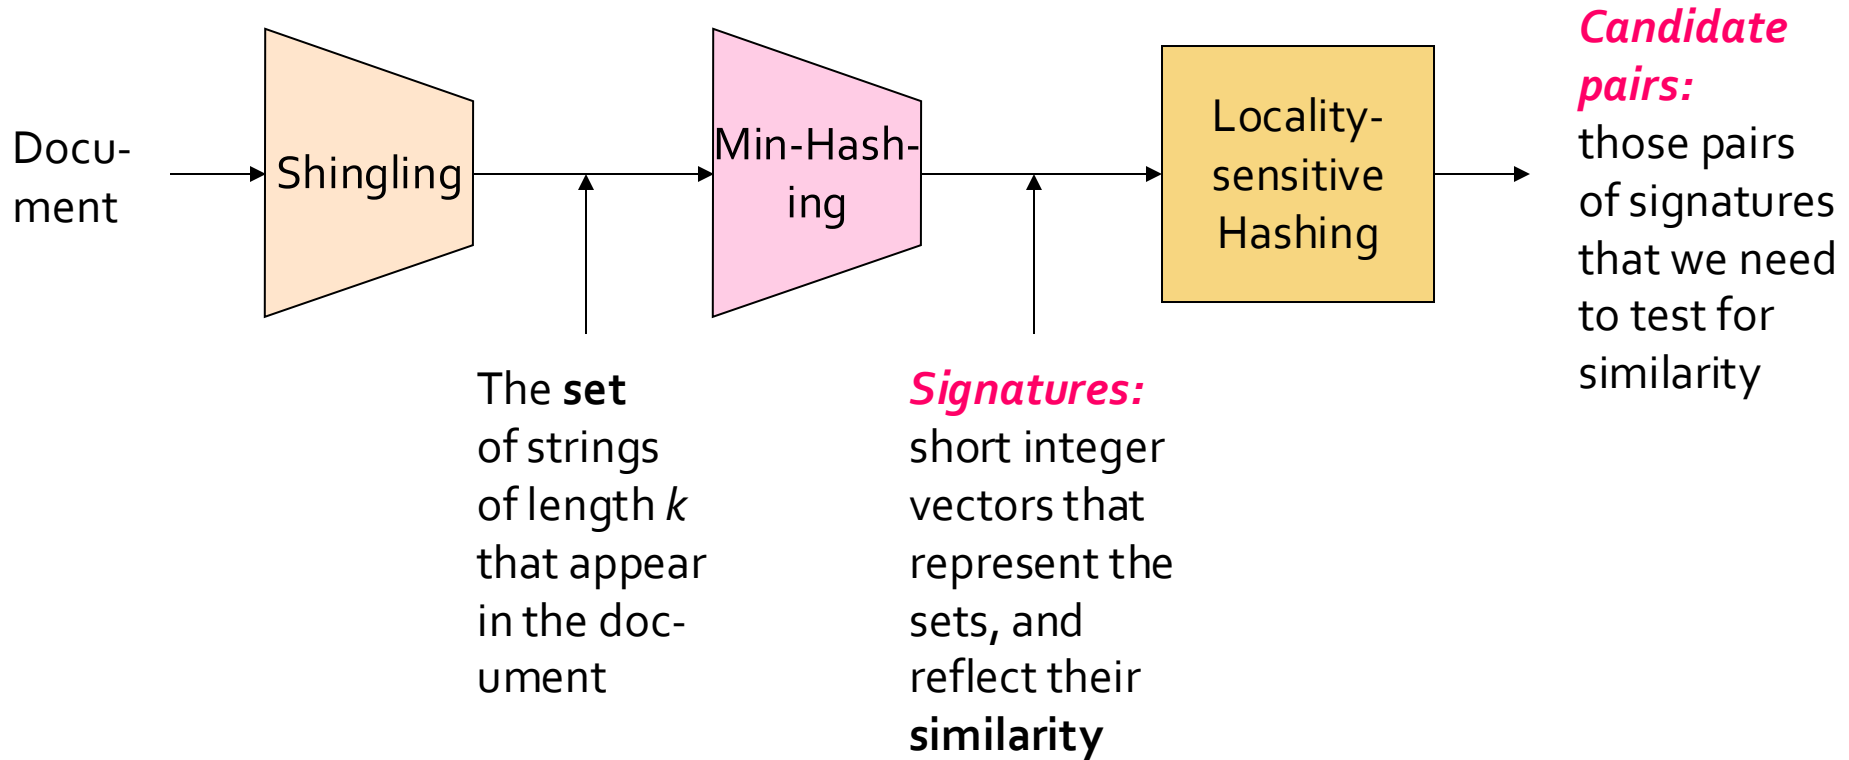 Docu-
ment
Shingling
The set
of strings
of length k
that appear
in the doc-
ument
Min-Hash-
ing
Signatures:
short integer
vectors that
represent the
sets, and
reflect their
similarity
Locality-
sensitive
Hashing
Candidate
pairs:
those pairs
of signatures
that we need
to test for
similarity